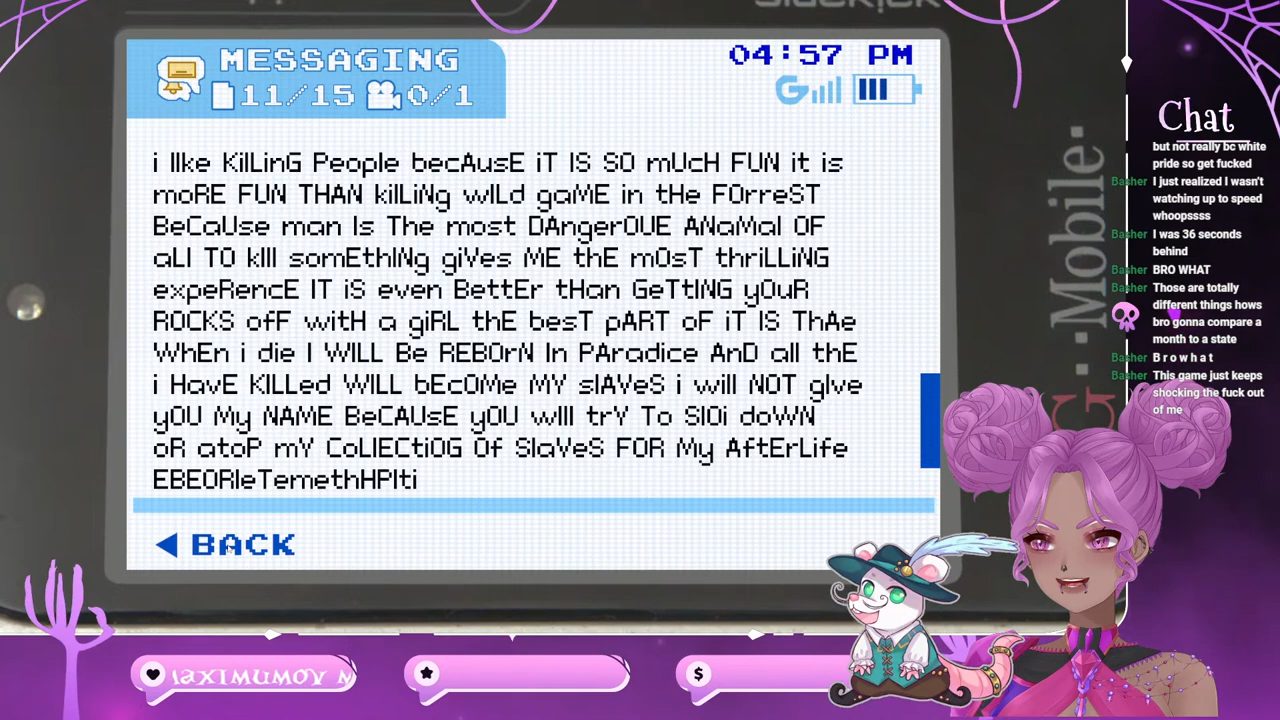 MESSAGING
11/15 0/1
04:57 PM
G
i lIke KilLinG People becAusE iT IS SO mUcH FUN it is
moRE FUN THAN kilLiNg wILd gaME in tHe FOrreST
BeCaUse man Is The most DAngerOUE ANaMal OF
aLl TO kIll somEthINg giVes ME thE mOsT thriLLiNG
expeRencE IT iS even BettEr tHan GeTtING yOuR
ROCKS ofF witH a giRL thE besT pART oF iT IS ThAe
WhEn i die I WILL Be REBOrN In PAradice AnD all thE
i HavE KILLed WILL bEcOMe MY slAVeS i will NOT gIve
yOU My NAME BeCAUsE yOU wIll trY To SlOi doWN
oR atoP mY CoLlECtiOG Of SlaVeS FOR My AftErLife
EBEORIeTemethHPIti
BACK
Sidekick
··Mobile·
Chat
but not really bc white
pride so get fucked
Basher I just realized I wasn't
watching up to speed
whoopssss
Basher I was 36 seconds
behind
Basher BRO WHAT
Basher Those are totally
different things hows
bro gonna compare a
month to a state
Basher B r o w h a t
Basher This game just keeps
shocking the fuck out
of me
$